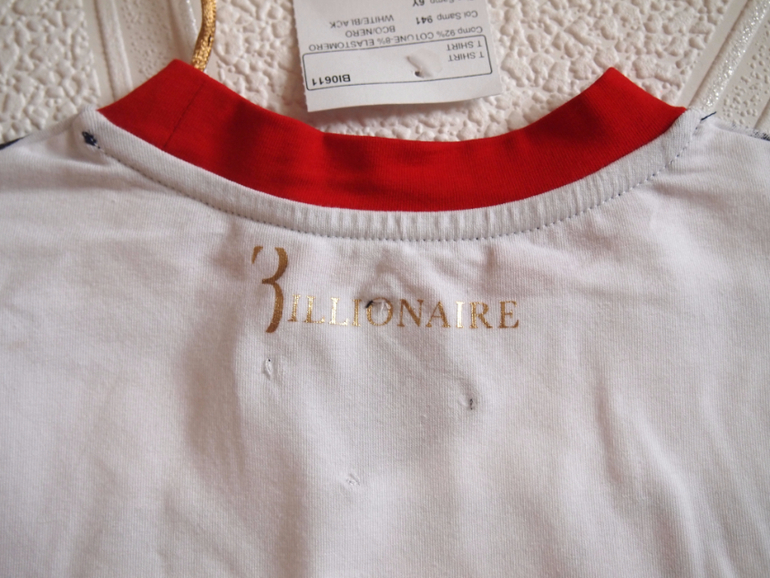 T SHIRT BI0611
T SHIRT
Comp 92% COTONE-8% ELASTOMERO
BCO/NERO
WHITE/BLACK
Col Samp 941
6Y
BILLIONAIRE